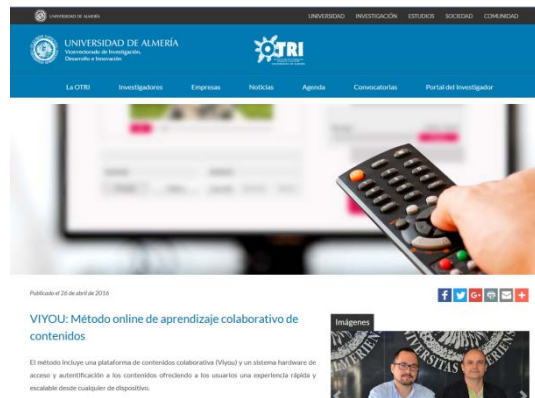 UNIVERSIDAD DE ALMERÍA
UNIVERSIDAD INVESTIGACIÓN ESTUDIOS SOCIEDAD COMUNIDAD
UNIVERSIDAD DE ALMERÍA
Vicerrectorado de Investigación,
Desarrollo e Innovación
OTRI
La OTRI Investigadores Empresas Noticias Agenda Convocatorias Portal del Investigador
Publicado el 26 de abril de 2016
VIYOU: Método online de aprendizaje colaborativo de
contenidos
El método incluye una plataforma de contenidos colaborativa (Viyou) y un sistema hardware de
acceso y autentificación a los contenidos ofreciendo a los usuarios una experiencia rápida y
escalable desde cualquier de dispositivo.
Imágenes